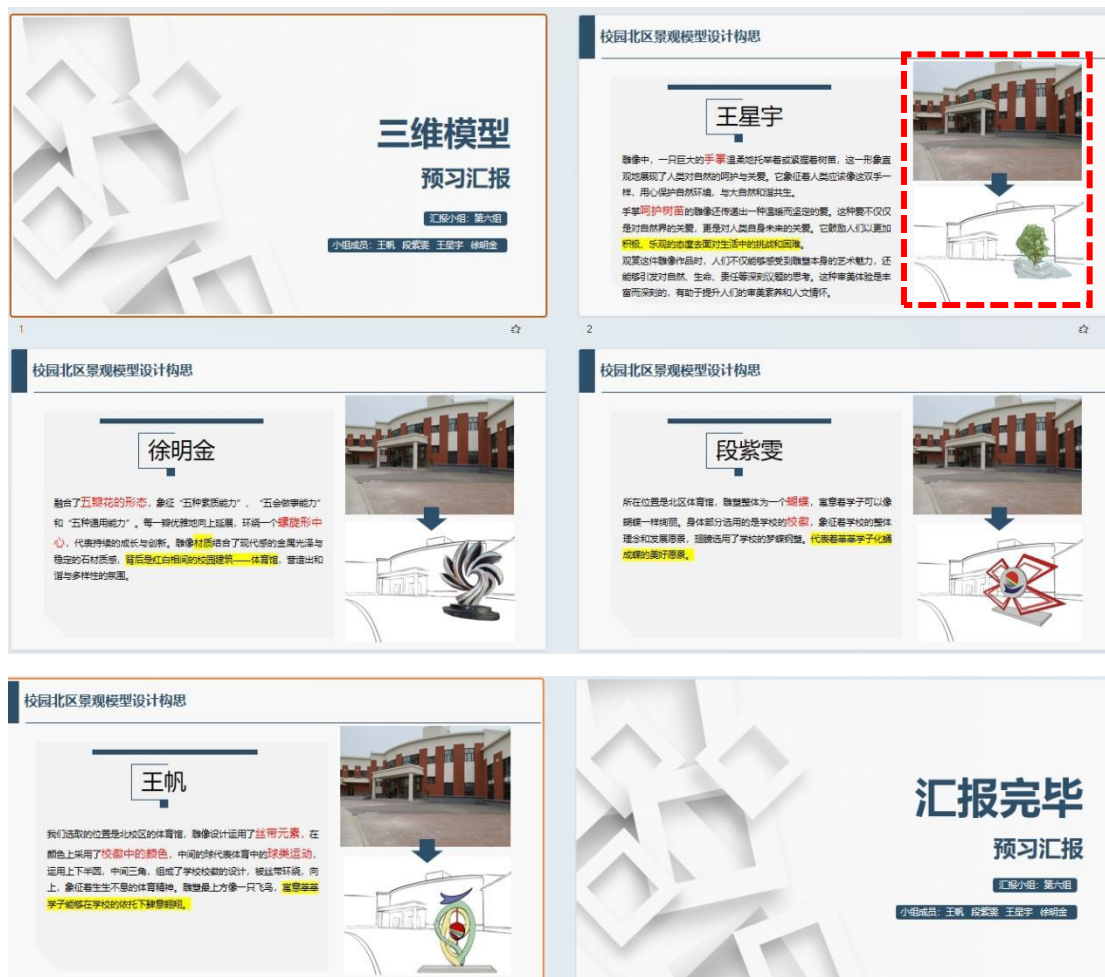 三维模型
预习汇报
汇报小组：第六组
小组成员：王帆 段紫雯 王星宇 徐明金
1
校园北区景观模型设计构思
王星宇
雕像中，一只巨大的手掌温柔地托举着或紧握着树苗，这一形象直
观地展现了人类对自然的呵护与关爱。它象征着人类应该像这双手一
样，用心保护自然环境，与大自然和谐共生。
手掌呵护树苗的雕像还传递出一种温暖而坚定的爱。这种爱不仅仅
是对自然界的关爱，更是对人类自身未来的关爱。它鼓励人们以更加
积极、乐观的态度去面对生活中的挑战和困难。
观赏这件雕像作品时，人们不仅能够感受到雕塑本身的艺术魅力，还
能够引发对自然、生命、责任等深刻议题的思考。这种审美体验是丰
富而深刻的，有助于提升人们的审美素养和人文情怀。
2
校园北区景观模型设计构思
徐明金
融合了五瓣花的形态，象征“五种素质能力”、“五会做事能力”
和“五种通用能力”。每一瓣优雅地向上延展，环绕一个螺旋形中
心，代表持续的成长与创新。雕像材质结合了现代感的金属光泽与
稳定的石材质感，背后是红白相间的校园建筑——体育馆，营造出和
谐与多样性的氛围。
校园北区景观模型设计构思
段紫雯
所在位置是北区体育馆，雕塑整体为一个蝴蝶，寓意着学子可以像
蝴蝶一样绚丽。身体部分选用的是学校的校徽，象征着学校的整体
理念和发展愿景，翅膀选用了学校的梦蝶钢塑。代表着莘莘学子化蛹
成蝶的美好愿景。
校园北区景观模型设计构思
王帆
我们选取的位置是北校区的体育馆，雕像设计运用了丝带元素，在
颜色上采用了校徽中的颜色，中间的球代表体育中的球类运动，
运用上下半圆，中间三角，组成了学校校徽的设计，被丝带环绕，向
上，象征着生生不息的体育精神。雕塑最上方像一只飞鸟，寓意莘莘
学子能够在学校的依托下肆意翱翔。
汇报完毕
预习汇报
汇报小组：第六组
小组成员：王帆 段紫雯 王星宇 徐明金